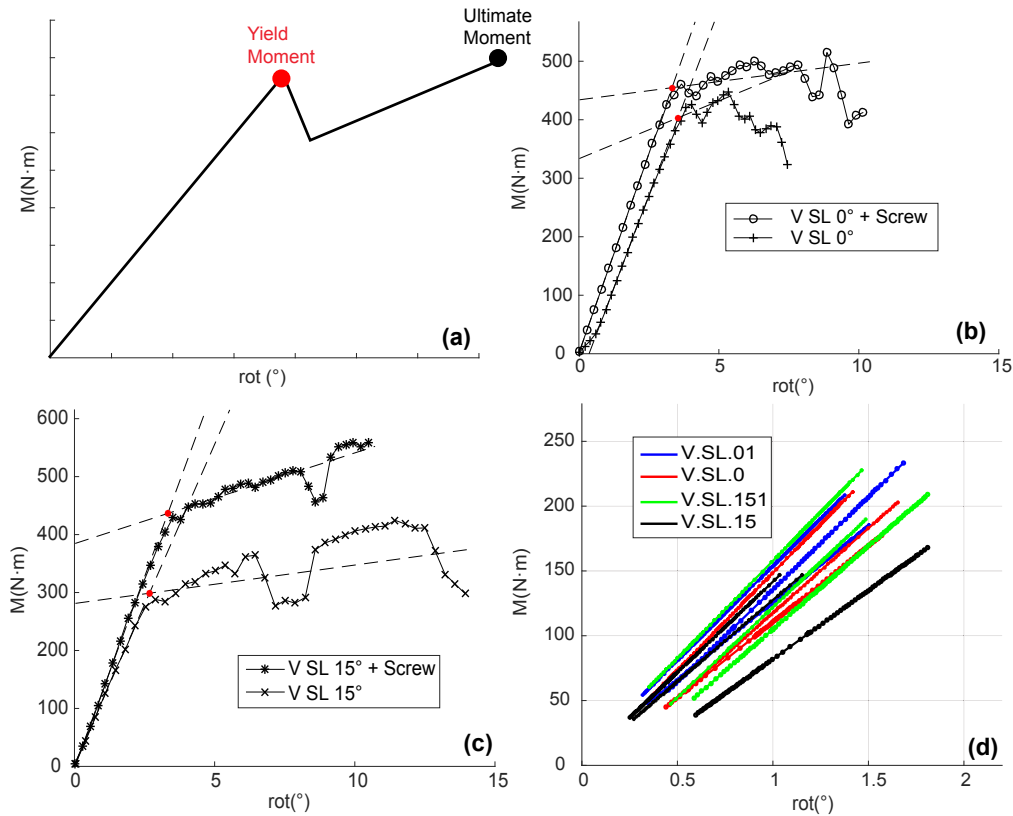 Yield
Moment
Ultimate
Moment
M(N·m)
rot (°)
(a)
500
400
300
200
100
0
M(N·m)
V SL 0° + Screw
V SL 0°
(b)
0
5
10
15
rot(°)
600
500
400
300
200
100
0
M(N·m)
V SL 15° + Screw
V SL 15°
(c)
0
5
10
15
rot(°)
250
200
150
100
50
0
M(N·m)
V.SL.01
V.SL.0
V.SL.151
V.SL.15
(d)
0
0.5
1
1.5
2
rot(°)